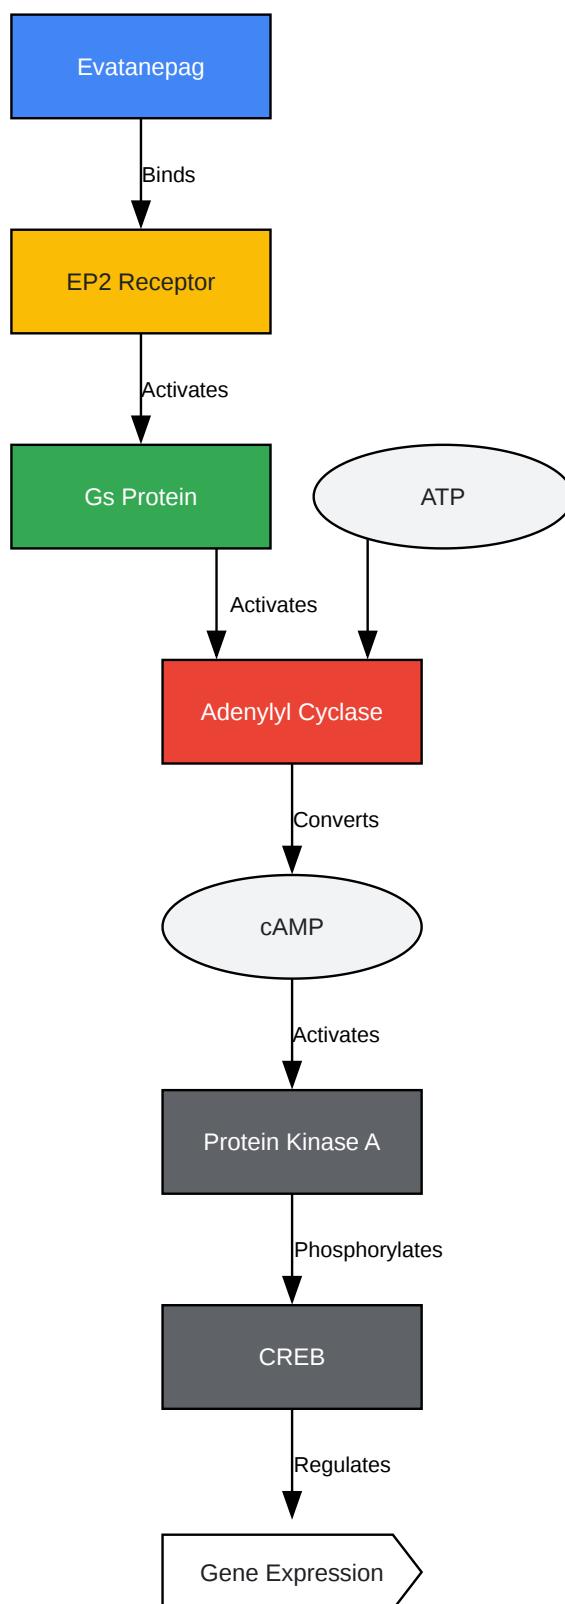 Evatanepag
Binds
EP2 Receptor
Activates
Gs Protein
ATP
Activates
Adenylyl Cyclase
Converts
cAMP
Activates
Protein Kinase A
Phosphorylates
CREB
Regulates
Gene Expression